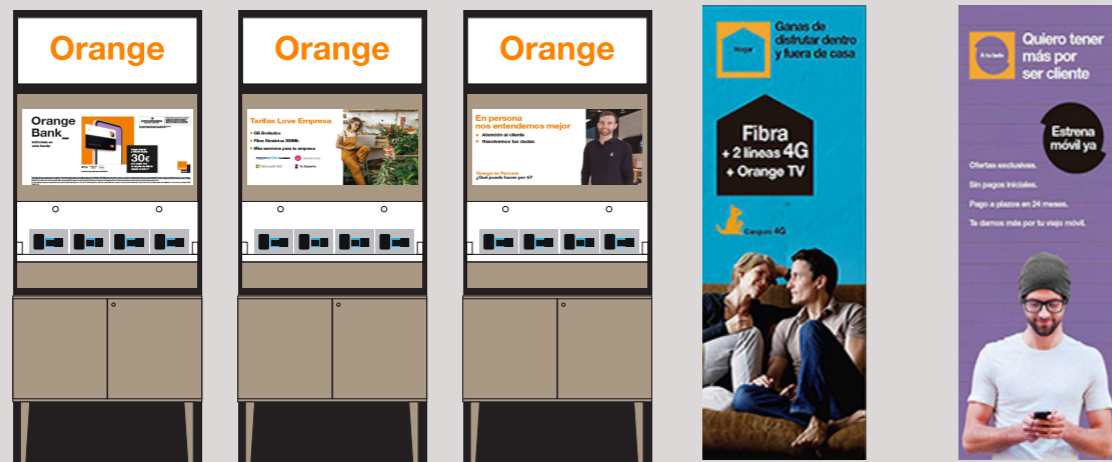 Orange
Orange
Bank_
30€
Orange
Tarifas Love Empresa
• GB Ilimitados
• Fibra Simétrica 300Mb
• Más servicios para tu empresa
Orange
En persona
nos entendemos mejor
Atención al cliente
Resolvemos tus dudas
Orange en Persona
¿Qué puedo hacer por ti?
Hogar
Ganas de
disfrutar dentro
y fuera de casa
Fibra
+ 2 líneas 4G
+ Orange TV
Canguro 4G
A tu lado
Quiero tener
más por
ser cliente
Estrena
móvil ya
Ofertas exclusivas.
Sin pagos iniciales.
Pago a plazos en 24 meses.
Te damos más por tu viejo móvil.